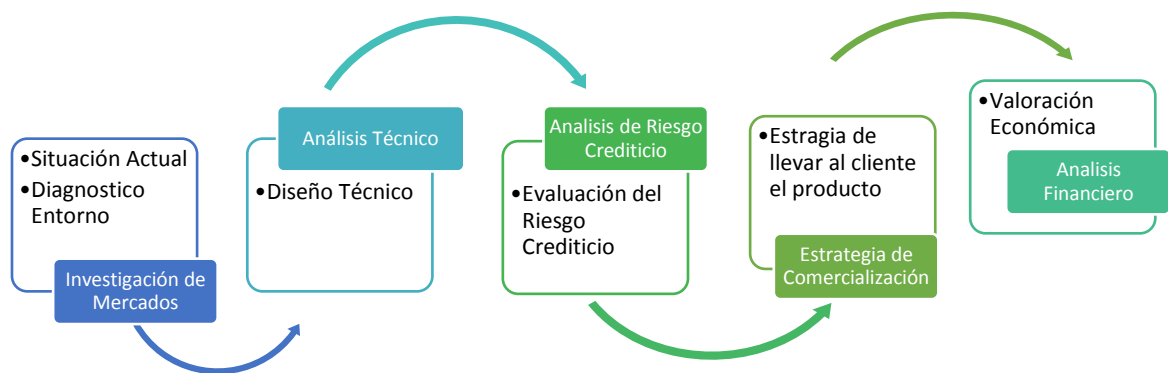 •Situación Actual
•Diagnostico
Entorno
Investigación de
Mercados
Análisis Técnico
•Diseño Técnico
Analisis de Riesgo
Crediticio
•Evaluación del
Riesgo
Crediticio
•Estragia de
llevar al cliente
el producto
Estrategia de
Comercialización
•Valoración
Económica
Analisis
Financiero